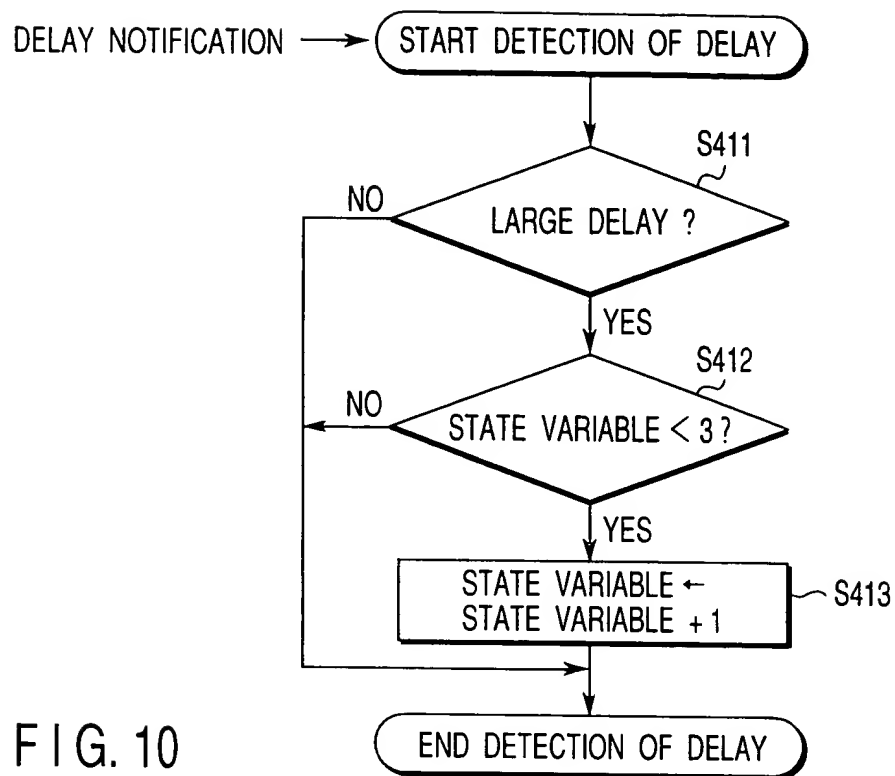 DELAY NOTIFICATION
START DETECTION OF DELAY
S411
NO
LARGE DELAY ?
YES
S412
NO
STATE VARIABLE < 3 ?
YES
STATE VARIABLE ←
STATE VARIABLE + 1
S413
END DETECTION OF DELAY
FIG. 10